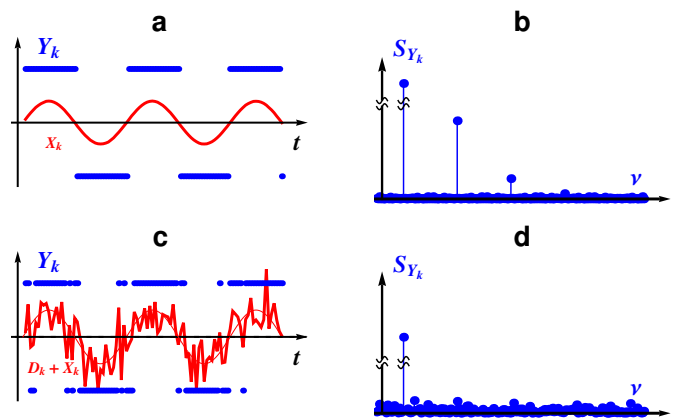 a
Y_k
X_k
t
b
S_{Y_k}
ν
c
Y_k
D_k + X_k
t
d
S_{Y_k}
ν